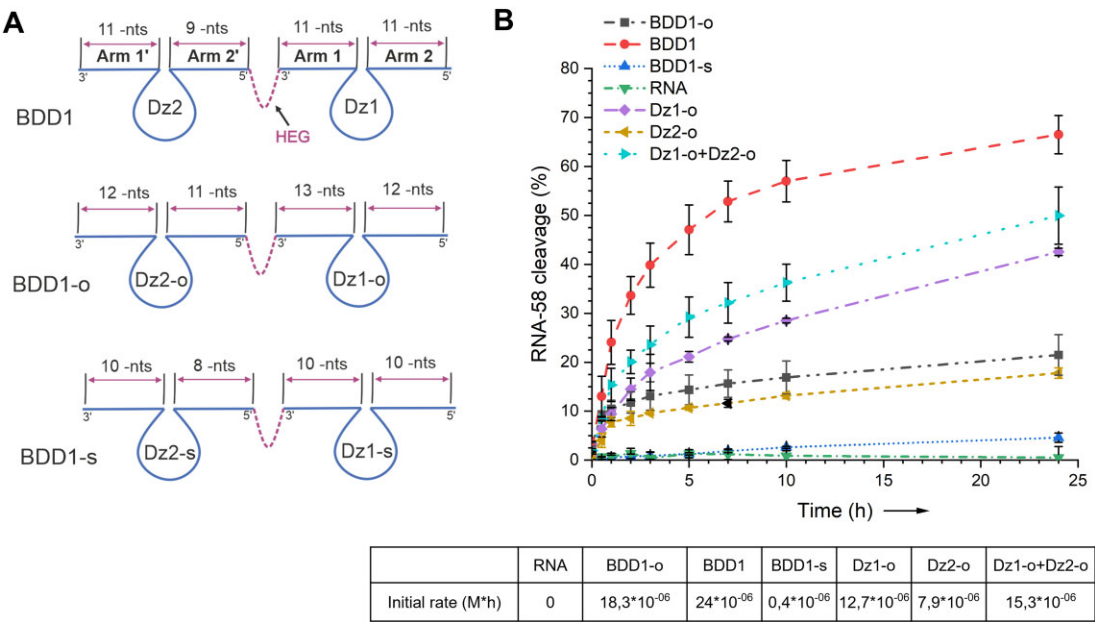 A
11 -nts 9 -nts 11 -nts 11 -nts
Arm 1' Arm 2' Arm 1 Arm 2
3' 5' 3' 5'
BDD1
Dz2 Dz1
HEG
12 -nts 11 -nts 13 -nts 12 -nts
3' 5' 3' 5'
BDD1-o
Dz2-o Dz1-o
10 -nts 8 -nts 10 -nts 10 -nts
3' 5' 3' 5'
BDD1-s
Dz2-s Dz1-s
B
BDD1-o
BDD1
BDD1-s
RNA
Dz1-o
Dz2-o
Dz1-o+Dz2-o
RNA-58 cleavage (%)
80
70
60
50
40
30
20
10
0
0 5 10 15 20 25
Time (h)
RNA BDD1-o BDD1 BDD1-s Dz1-o Dz2-o Dz1-o+Dz2-o
Initial rate (M*h) 0 18,3*10⁻⁰⁶ 24*10⁻⁰⁶ 0,4*10⁻⁰⁶ 12,7*10⁻⁰⁶ 7,9*10⁻⁰⁶ 15,3*10⁻⁰⁶